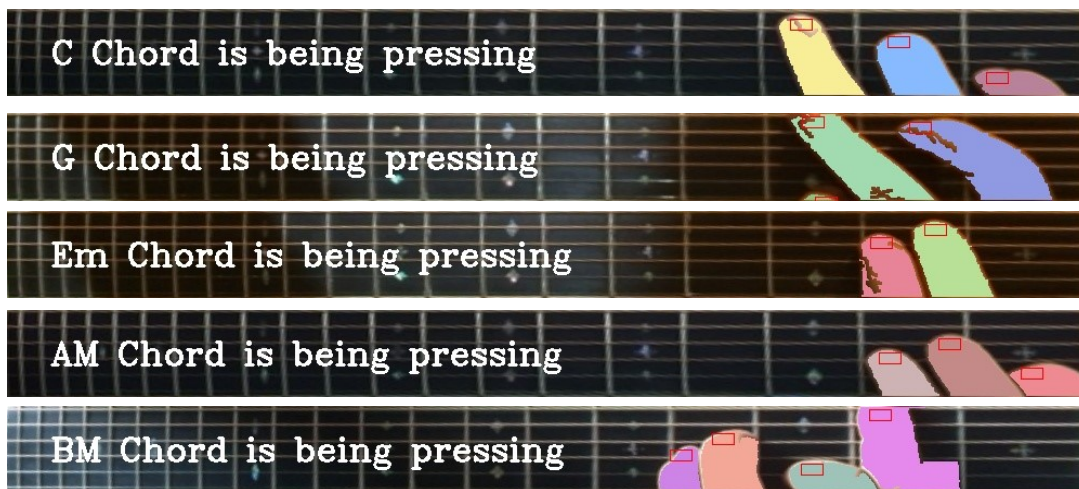 C Chord is being pressing
G Chord is being pressing
Em Chord is being pressing
AM Chord is being pressing
BM Chord is being pressing